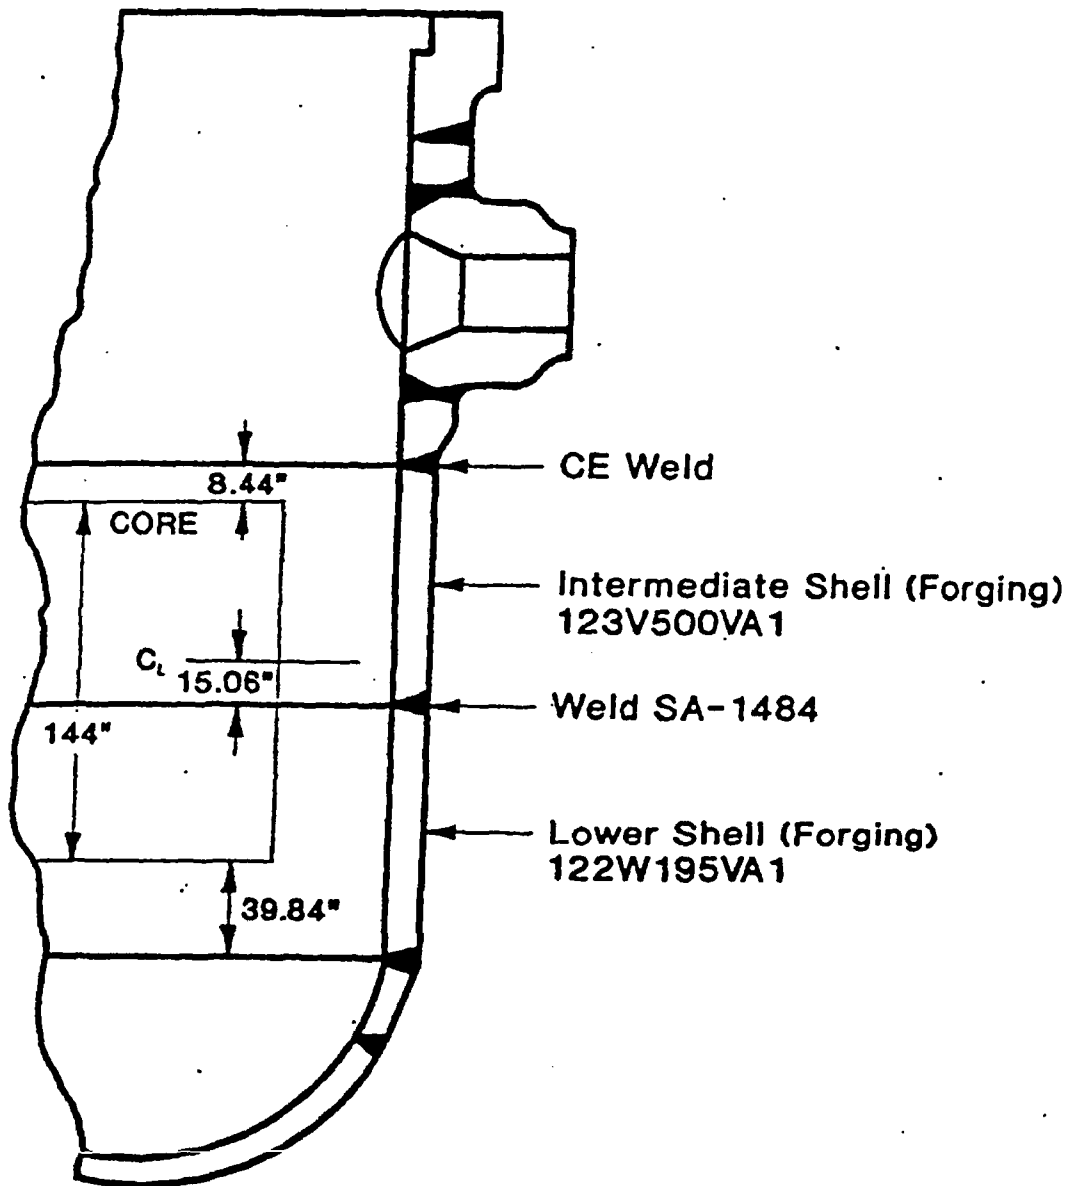 CE Weld
8.44"
CORE
Intermediate Shell (Forging)
123V500VA1
CL
15.06"
Weld SA-1484
144"
Lower Shell (Forging)
122W195VA1
39.84"